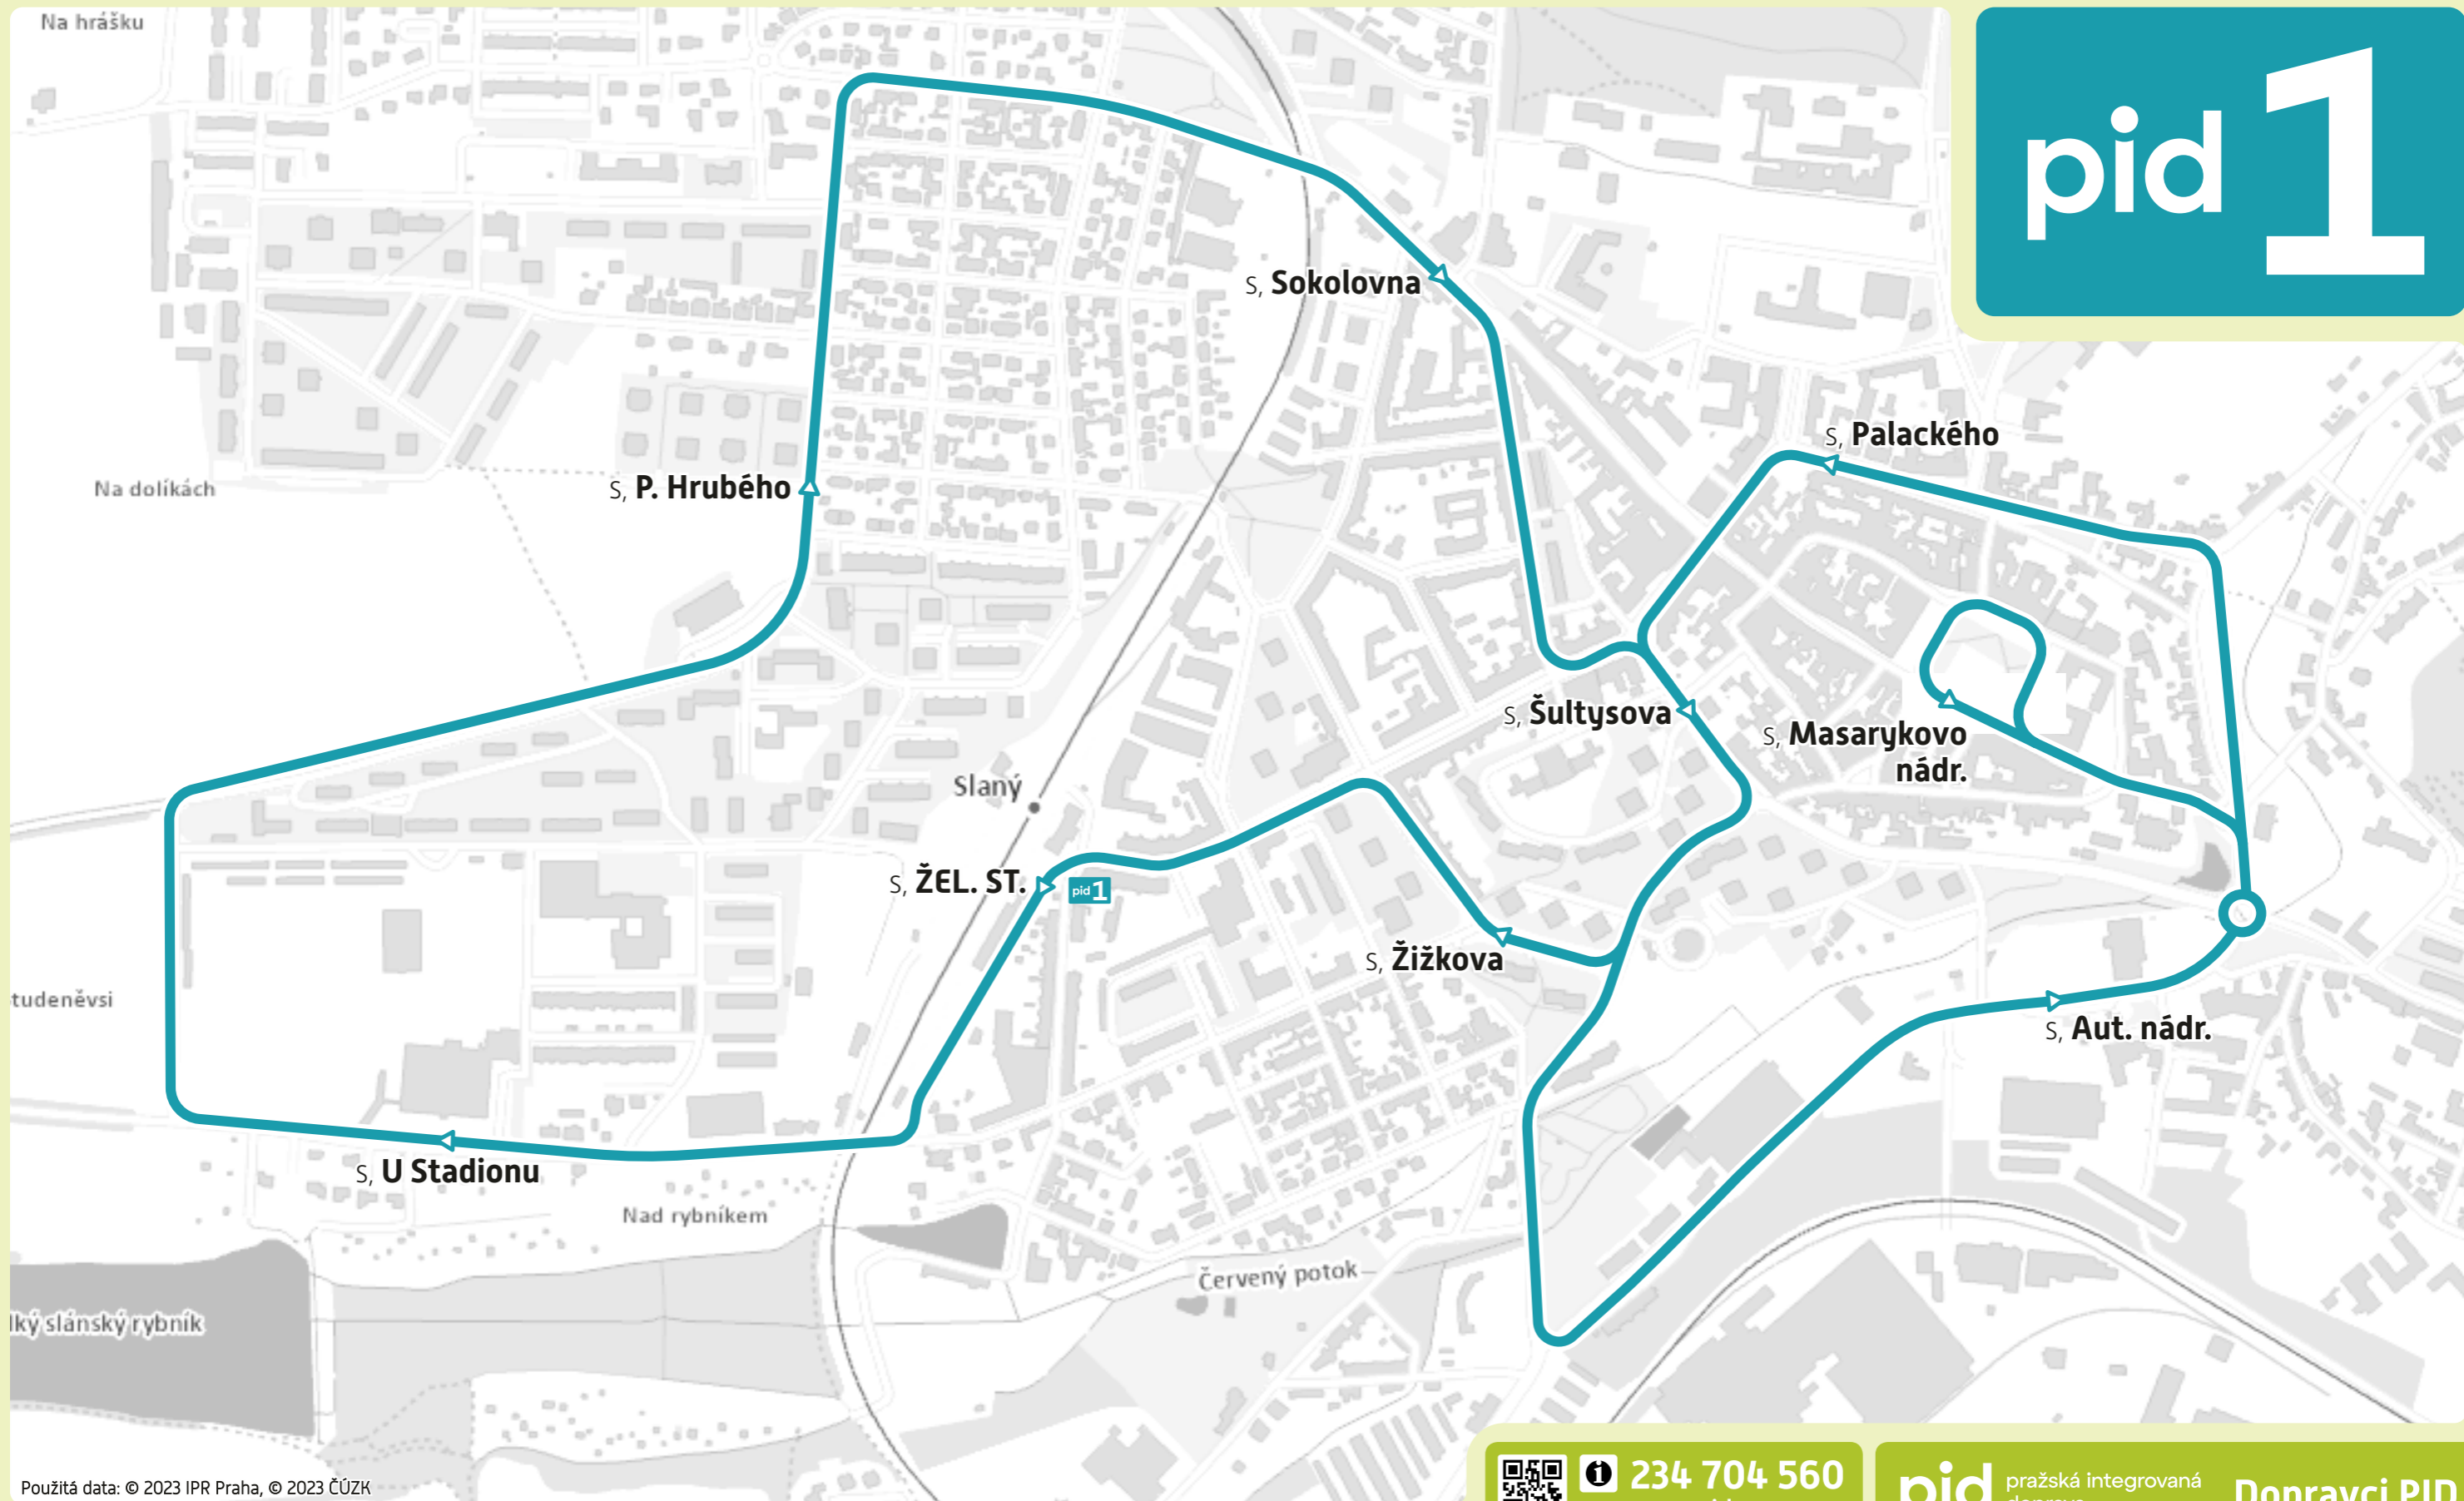 Na hrášku
pid 1
S, Sokolovna
S, Palackého
S, P. Hrubého
Na dolíkách
S, Šultysova
S, Masarykovo
nádr.
Slaný
S, ŽEL. ST.
pid 1
S, Žižkova
tudeněvsi
S, Aut. nádr.
S, U Stadionu
Nad rybníkem
Červený potok
lký slánský rybník
Použitá data: © 2023 IPR Praha, © 2023 ČÚZK
234 704 560
pid pražská integrovaná
Dopravci PID